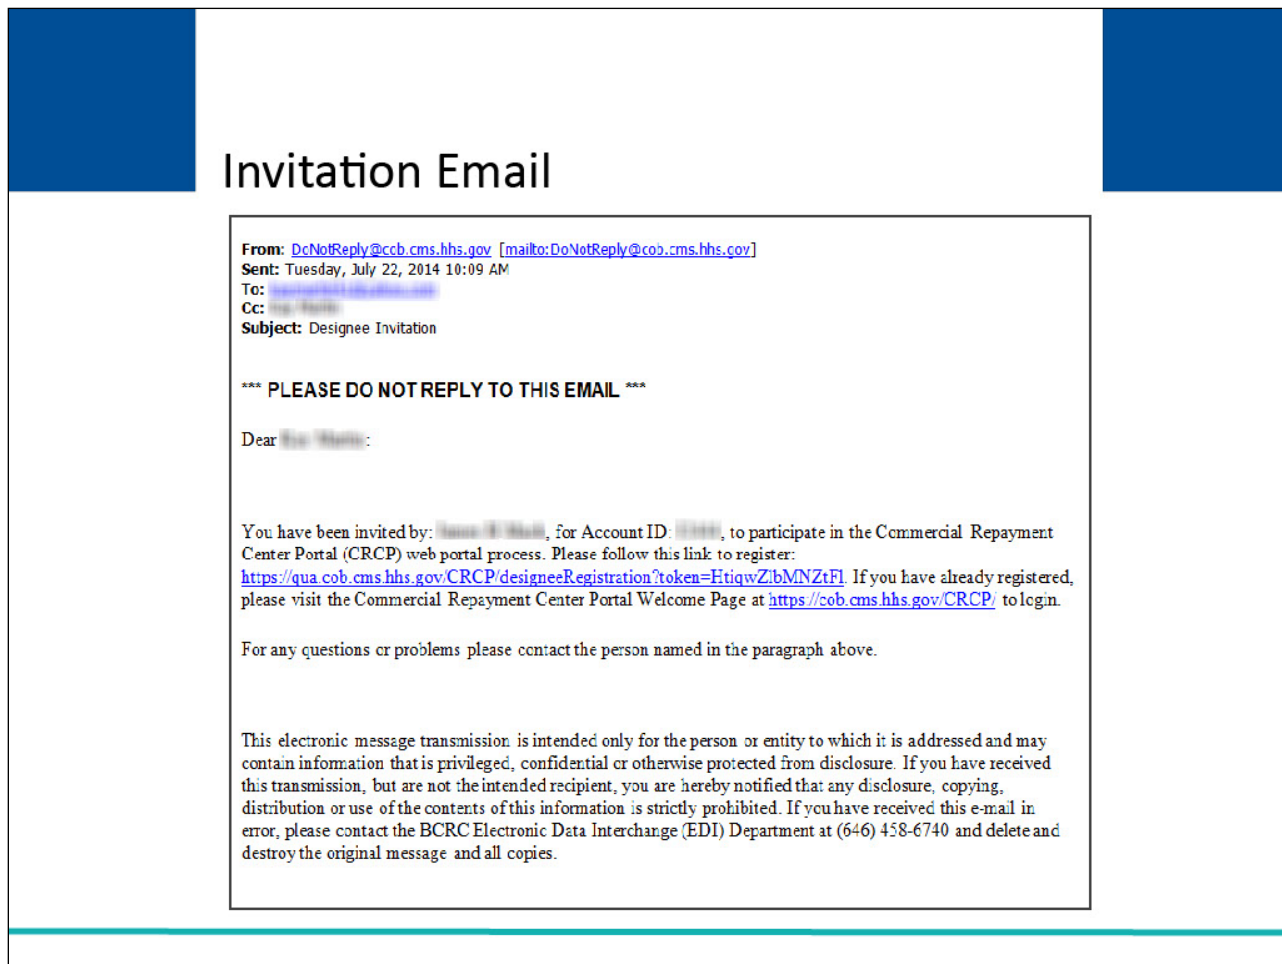 Invitation Email
From: DoNotReply@cob.cms.hhs.gov [mailto:DoNotReply@cob.cms.hhs.gov]
Sent: Tuesday, July 22, 2014 10:09 AM
To:
Cc:
Subject: Designee Invitation
*** PLEASE DO NOT REPLY TO THIS EMAIL ***
Dear :
You have been invited by: , for Account ID: , to participate in the Commercial Repayment
Center Portal (CRCP) web portal process. Please follow this link to register:
https://qua.cob.cms.hhs.gov/CRCP/designeeRegistration?token=HtiqwZlbMNZtFl. If you have already registered,
please visit the Commercial Repayment Center Portal Welcome Page at https://cob.cms.hhs.gov/CRCP/ to login.
For any questions or problems please contact the person named in the paragraph above.
This electronic message transmission is intended only for the person or entity to which it is addressed and may
contain information that is privileged, confidential or otherwise protected from disclosure. If you have received
this transmission, but are not the intended recipient, you are hereby notified that any disclosure, copying,
distribution or use of the contents of this information is strictly prohibited. If you have received this e-mail in
error, please contact the BCRC Electronic Data Interchange (EDI) Department at (646) 458-6740 and delete and
destroy the original message and all copies.